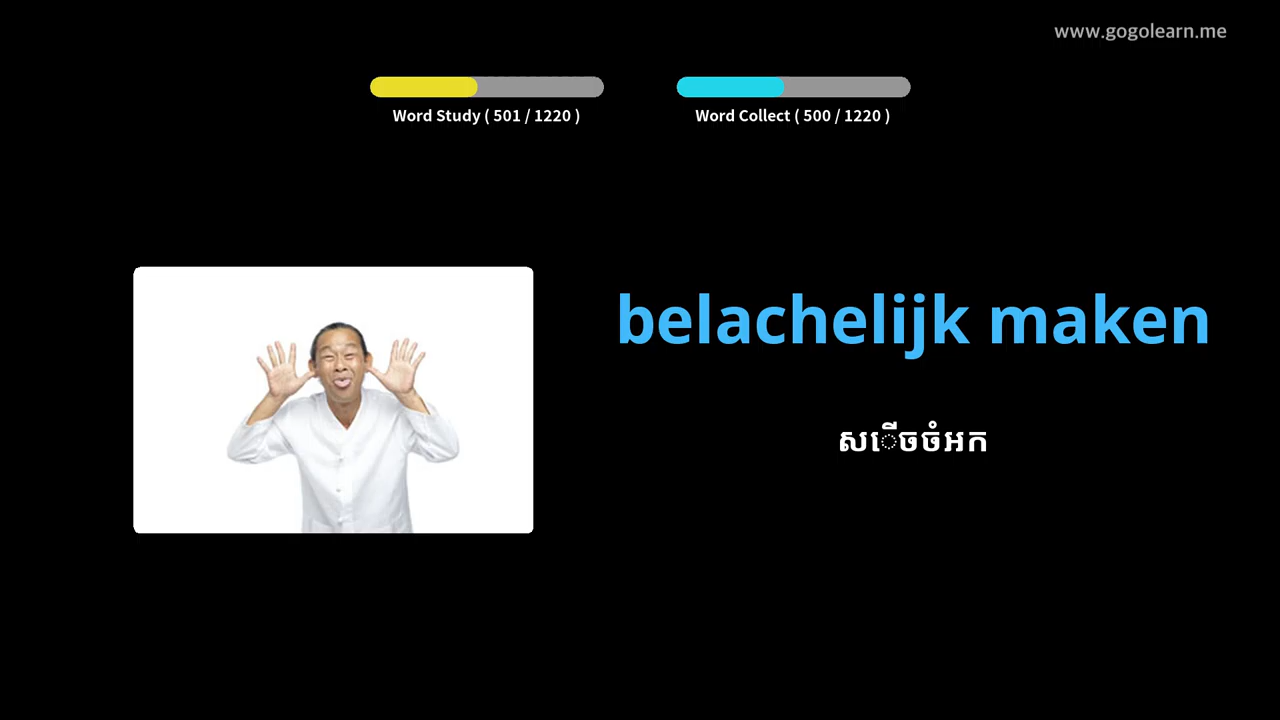 www.gogolearn.me
Word Study ( 501 / 1220 )
Word Collect ( 500 / 1220 )
belachelijk maken
សើចចំអក